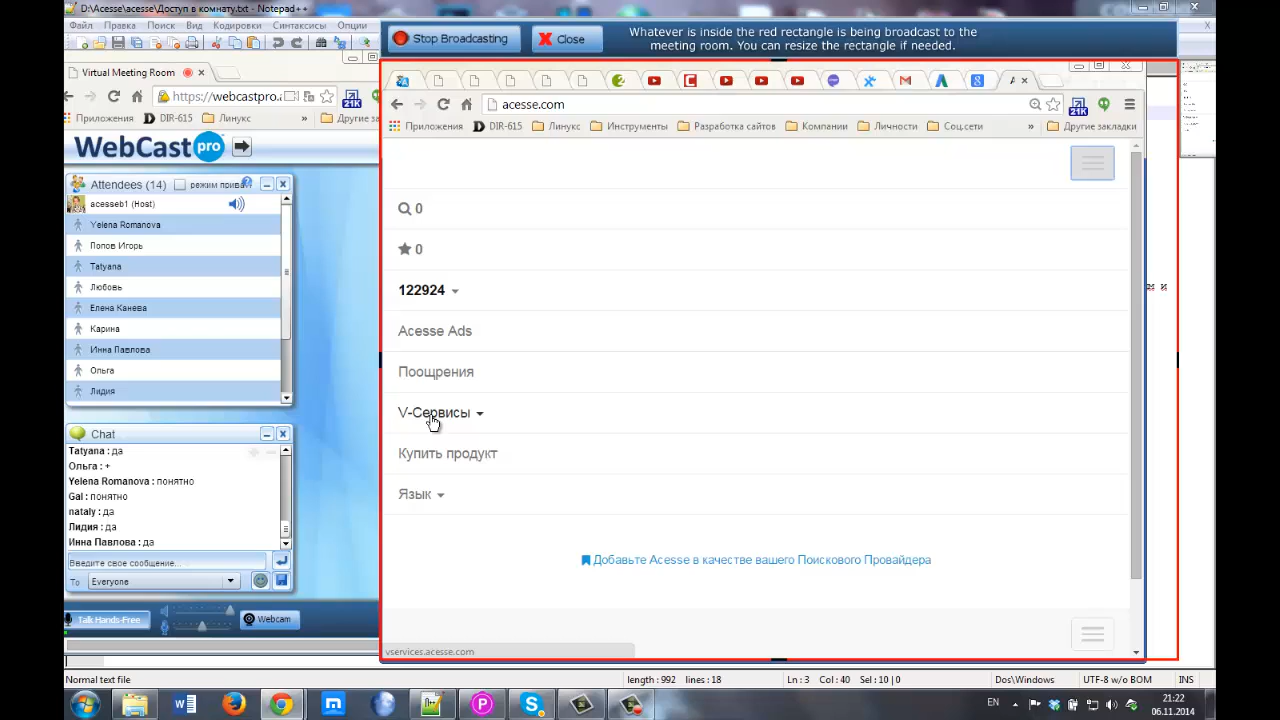 D:\Acesse\acesse\Доступ в комнату.txt - Notepad++
Файл Правка Поиск Вид Кодировки Синтаксисы Опции
Stop Broadcasting
Close
Whatever is inside the red rectangle is being broadcast to the
meeting room. You can resize the rectangle if needed.
Virtual Meeting Room
https://webcastpro.
21K
Приложения DIR-615 Линукс » Другие за
WebCast pro
Attendees (14) режим прива
acesseb1 (Host)
Yelena Romanova
Попов Игорь
Tatyana
Любовь
Елена Канева
Карина
Инна Павлова
Ольга
Лидия
Chat
Tatyana : да
Ольга : +
Yelena Romanova : понятно
Gal : понятно
nataly : да
Лидия : да
Инна Павлова : да
Введите свое сообщение...
To Everyone
Talk Hands-Free
Webcam
acesse.com
21K
Приложения DIR-615 Линукс Инструменты Разработка сайтов Компании Личности Соц.сети » Другие закладки
0
0
122924
Acesse Ads
Поощрения
V-Сервисы
Купить продукт
Язык
Добавьте Acesse в качестве вашего Поискового Провайдера
vservices.acesse.com
Normal text file length : 992 lines : 18 Ln : 3 Col : 40 Sel : 10 | 0 Dos\Windows UTF-8 w/o BOM INS
EN
21:22
06.11.2014